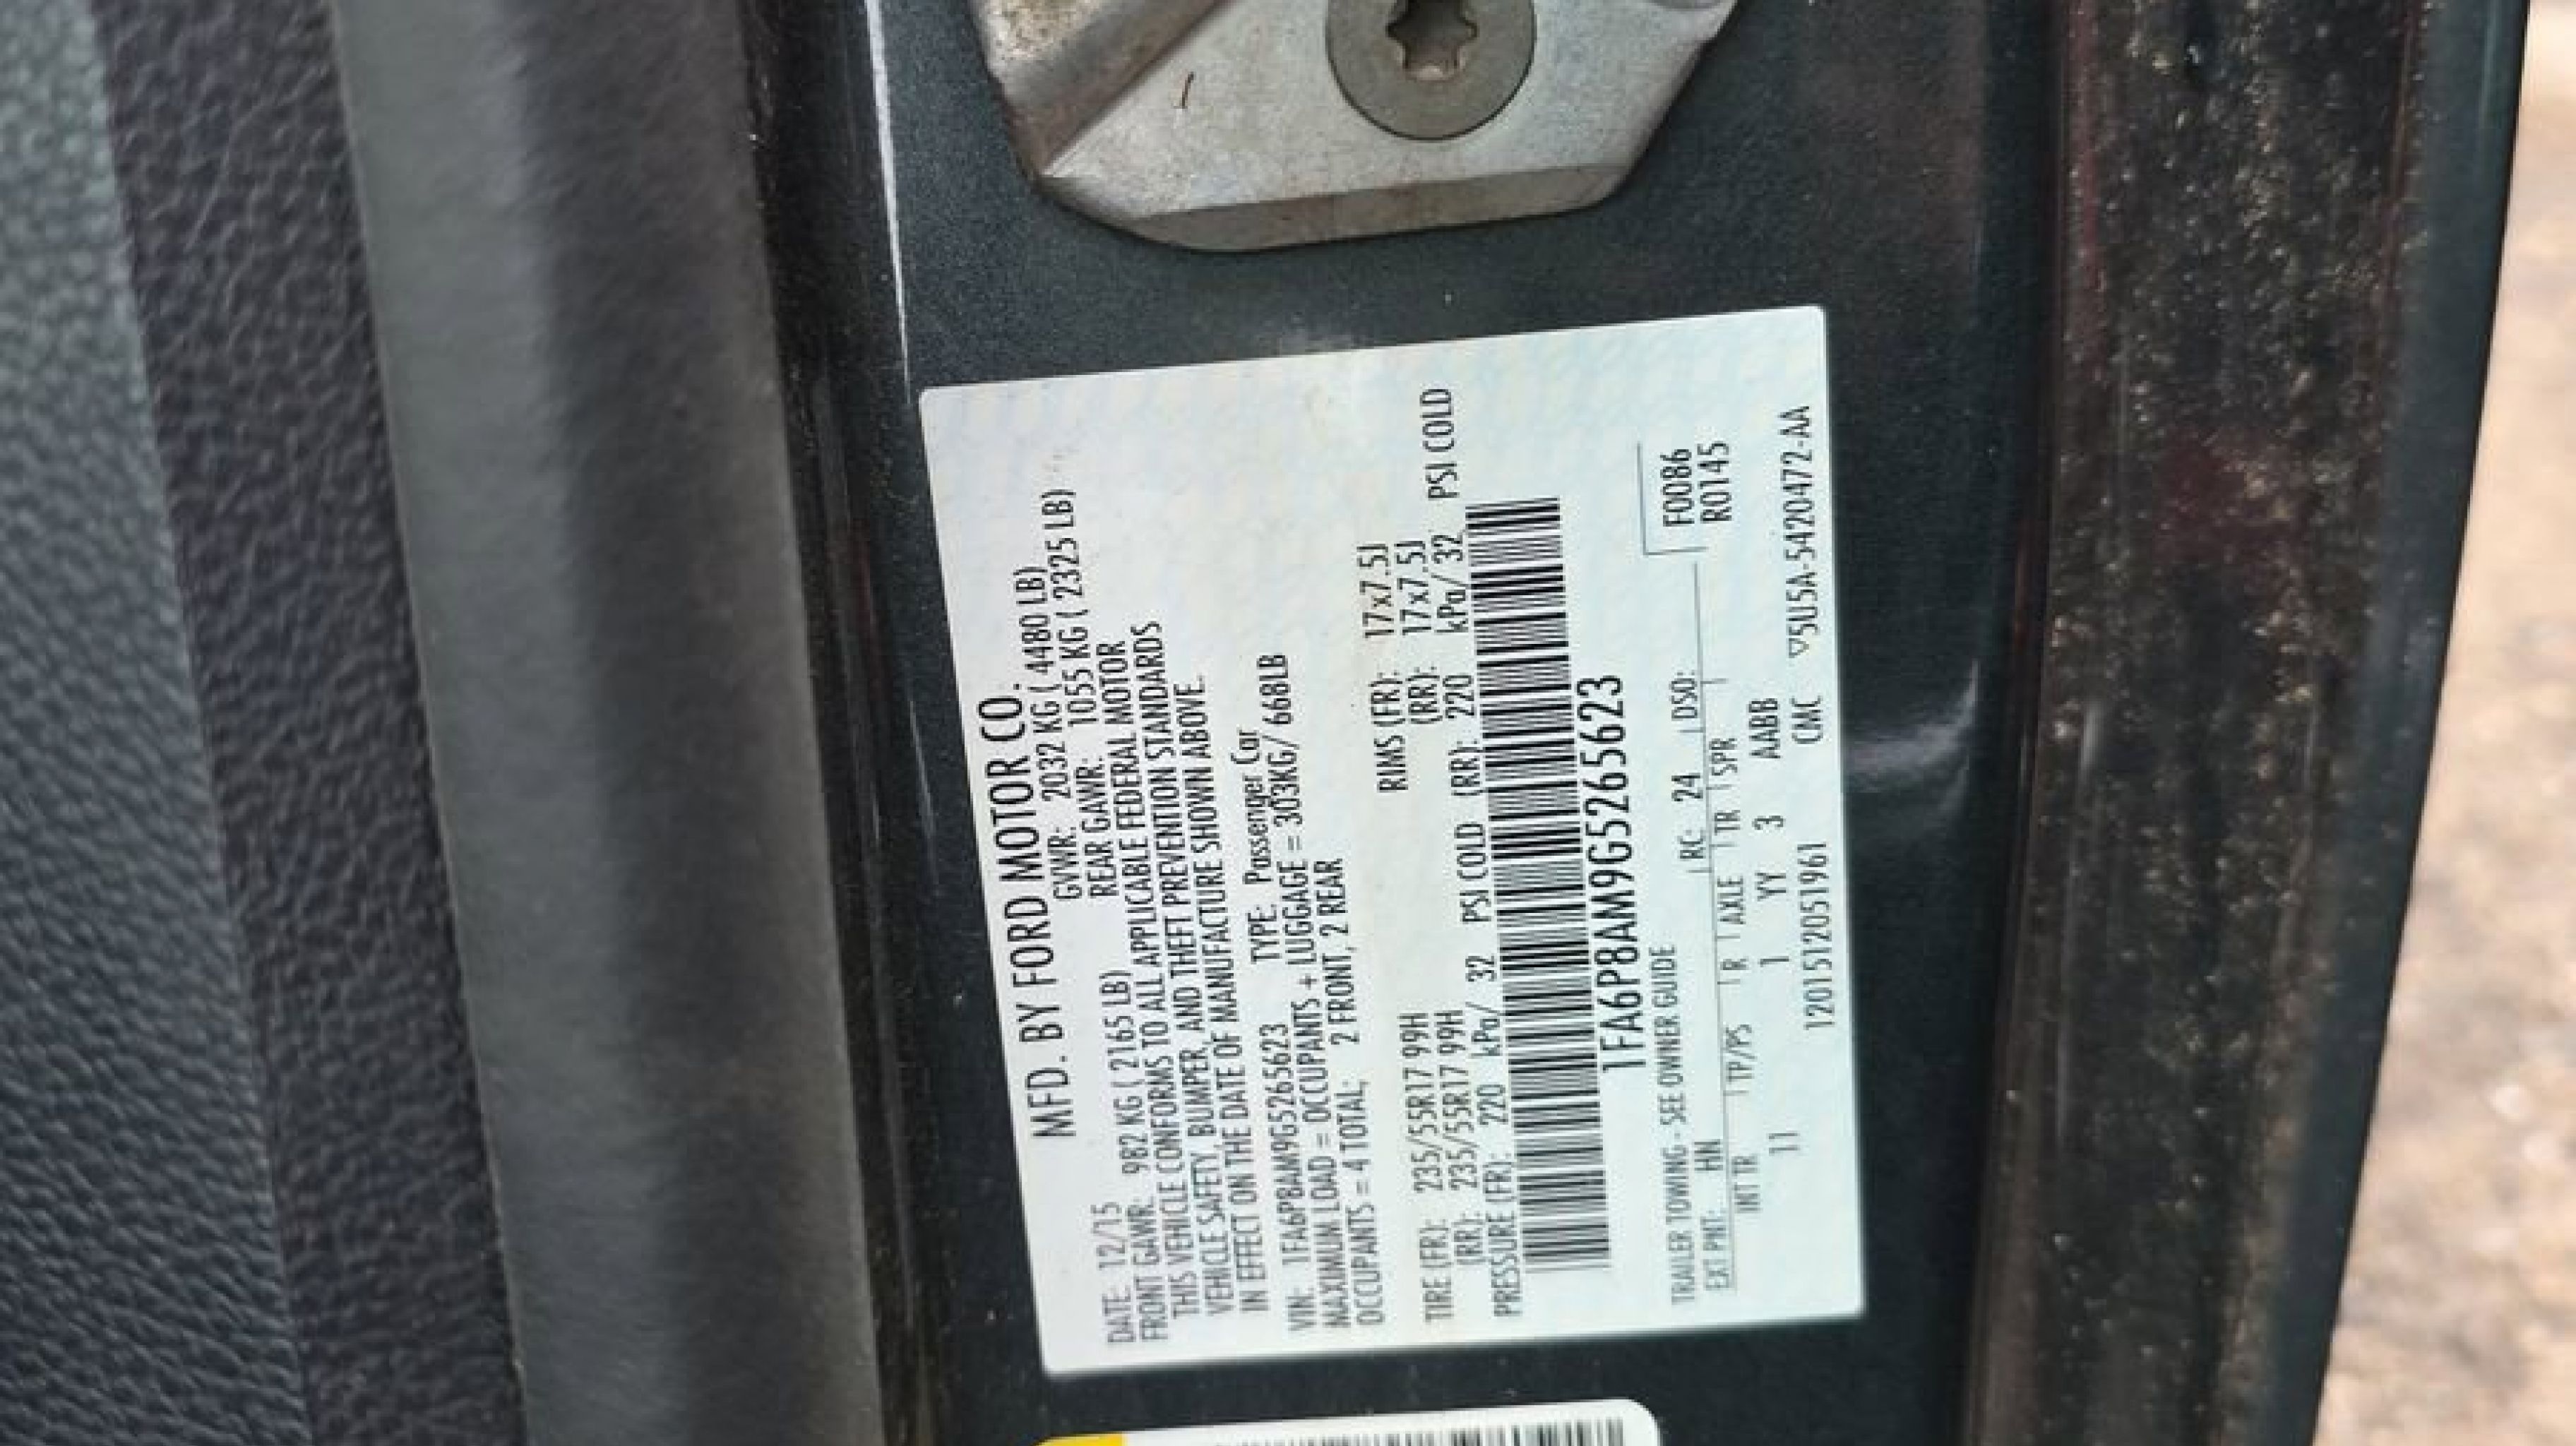 MFD. BY FORD MOTOR CO.
DATE: 12/15 GVWR: 2032 KG ( 4480 LB)
FRONT GAWR: 982 KG ( 2165 LB) REAR GAWR: 1055 KG ( 2325 LB)
THIS VEHICLE CONFORMS TO ALL APPLICABLE FEDERAL MOTOR
VEHICLE SAFETY, BUMPER, AND THEFT PREVENTION STANDARDS
IN EFFECT ON THE DATE OF MANUFACTURE SHOWN ABOVE.
VIN: 1FA6P8AM9G5265623 TYPE: Passenger Car
MAXIMUM LOAD = OCCUPANTS + LUGGAGE = 303KG/ 668LB
OCCUPANTS = 4 TOTAL; 2 FRONT, 2 REAR
TIRE (FR): 235/55R17 99H RIMS (FR): 17x7.5J
(RR): 235/55R17 99H (RR): 17x7.5J
PRESSURE (FR): 220 kPa/ 32 PSI COLD (RR): 220 kPa/ 32 PSI COLD
1FA6P8AM9G5265623
TRAILER TOWING - SEE OWNER GUIDE F0086
EXT PNT: HN RC: 24 DSO: R0145
INT TR TP/PS R AXLE TR SPR
11 1 YY 3 AABB
1201512051961 CMC ▽5U5A-5420472-AA